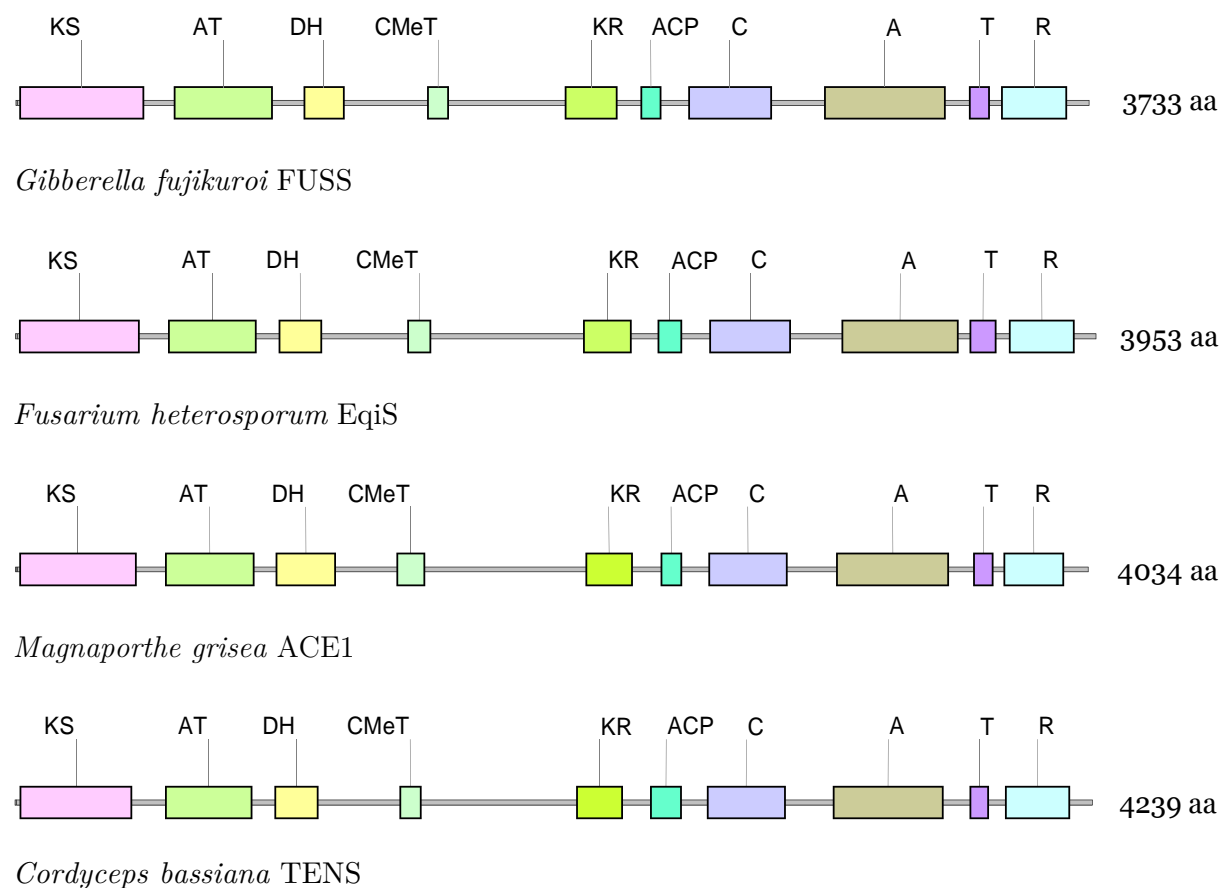 KS AT DH CMeT KR ACP C A T R
3733 aa
Gibberella fujikuroi FUSS
KS AT DH CMeT KR ACP C A T R
3953 aa
Fusarium heterosporum EqiS
KS AT DH CMeT KR ACP C A T R
4034 aa
Magnaporthe grisea ACE1
KS AT DH CMeT KR ACP C A T R
4239 aa
Cordyceps bassiana TENS